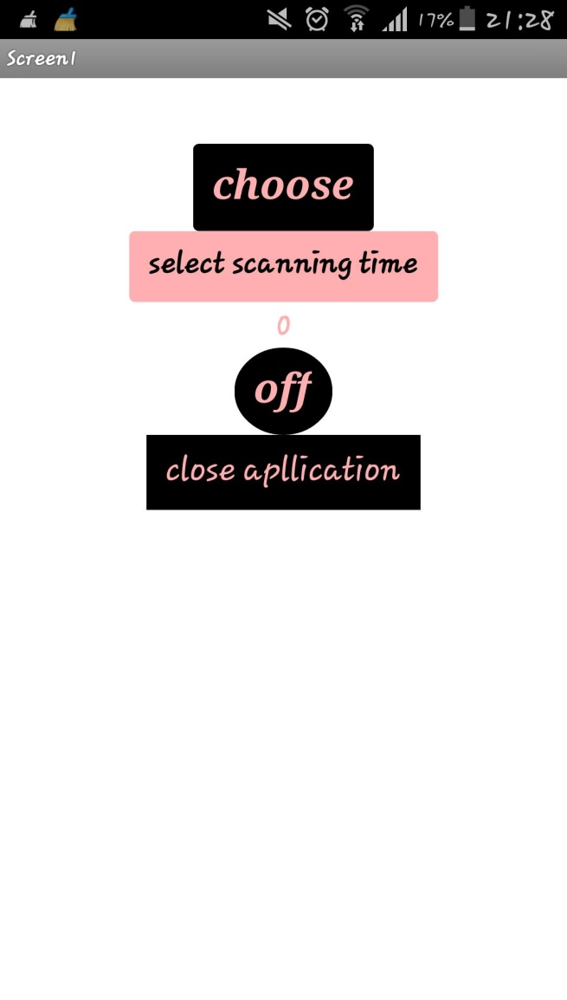 17% 21:28
Screen1
choose
select scanning time
0
off
close apllication